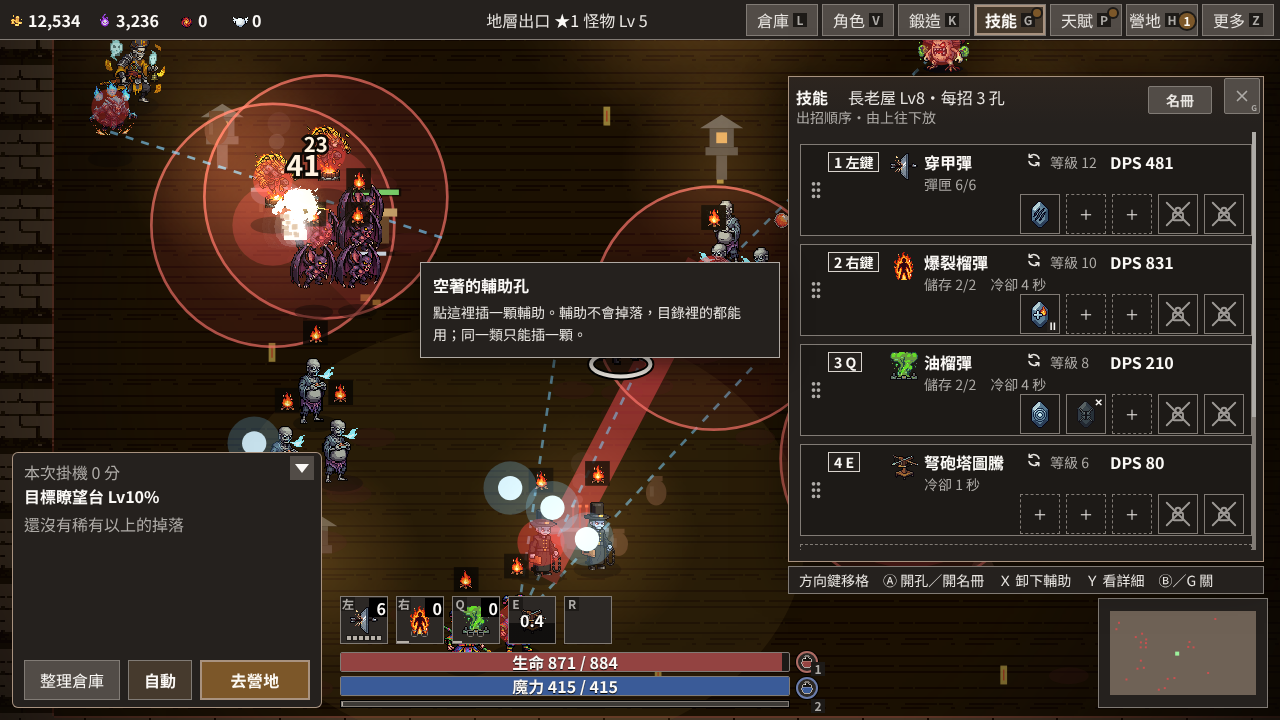 12,534 3,236 0 0
地層出口 ★1 怪物 Lv 5
倉庫 L 角色 V 鍛造 K 技能 G 天賦 P 營地 H 1 更多 Z
技能 長老屋 Lv8・每招 3 孔
出招順序・由上往下放
名冊
G
1 左鍵 穿甲彈 等級 12 DPS 481
彈匣 6/6
2 右鍵 爆裂榴彈 等級 10 DPS 831
儲存 2/2 冷卻 4 秒
II
3 Q 油榴彈 等級 8 DPS 210
儲存 2/2 冷卻 4 秒
4 E 弩砲塔圖騰 等級 6 DPS 80
冷卻 1 秒
方向鍵移格 Ⓐ 開孔／開名冊 X 卸下輔助 Y 看詳細 Ⓑ／G 關
23
41
空著的輔助孔
點這裡插一顆輔助。輔助不會掉落，目錄裡的都能
用；同一類只能插一顆。
本次掛機 0 分
目標瞭望台 Lv10%
還沒有稀有以上的掉落
整理倉庫 自動 去營地
左 6 右 0 Q 0 E 0.4 R
生命 871 / 884
1
魔力 415 / 415
2